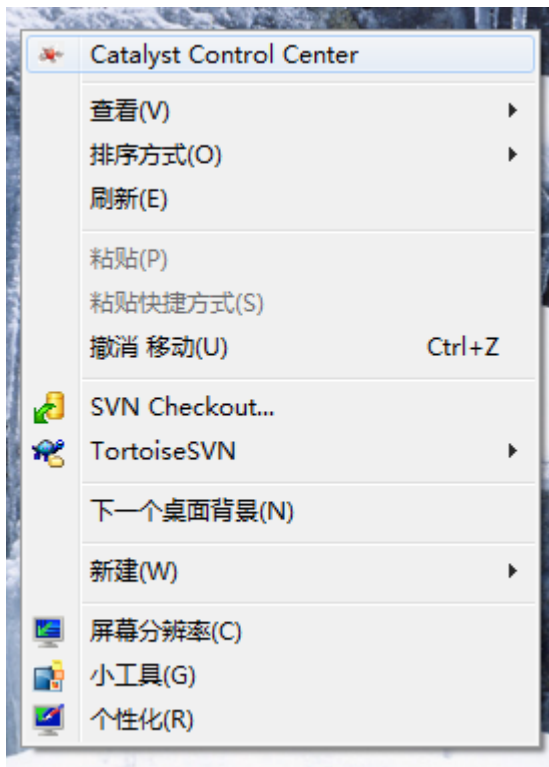 Catalyst Control Center
查看(V)
排序方式(O)
刷新(E)
粘贴(P)
粘贴快捷方式(S)
撤消 移动(U) Ctrl+Z
SVN Checkout...
TortoiseSVN
下一个桌面背景(N)
新建(W)
屏幕分辨率(C)
小工具(G)
个性化(R)